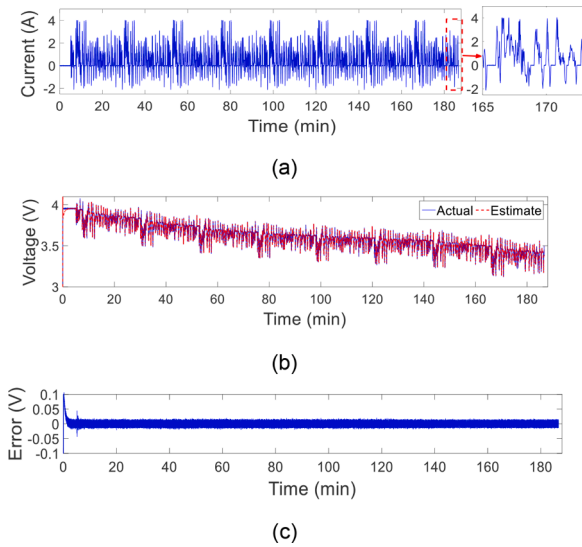 Current (A)
4
2
0
-2
0 20 40 60 80 100 120 140 160 180
Time (min)
4
2
0
-2
165 170
(a)
Voltage (V)
4
3.5
3
Actual Estimate
0 20 40 60 80 100 120 140 160 180
Time (min)
(b)
Error (V)
0.1
0.05
0
-0.05
-0.1
0 20 40 60 80 100 120 140 160 180
Time (min)
(c)